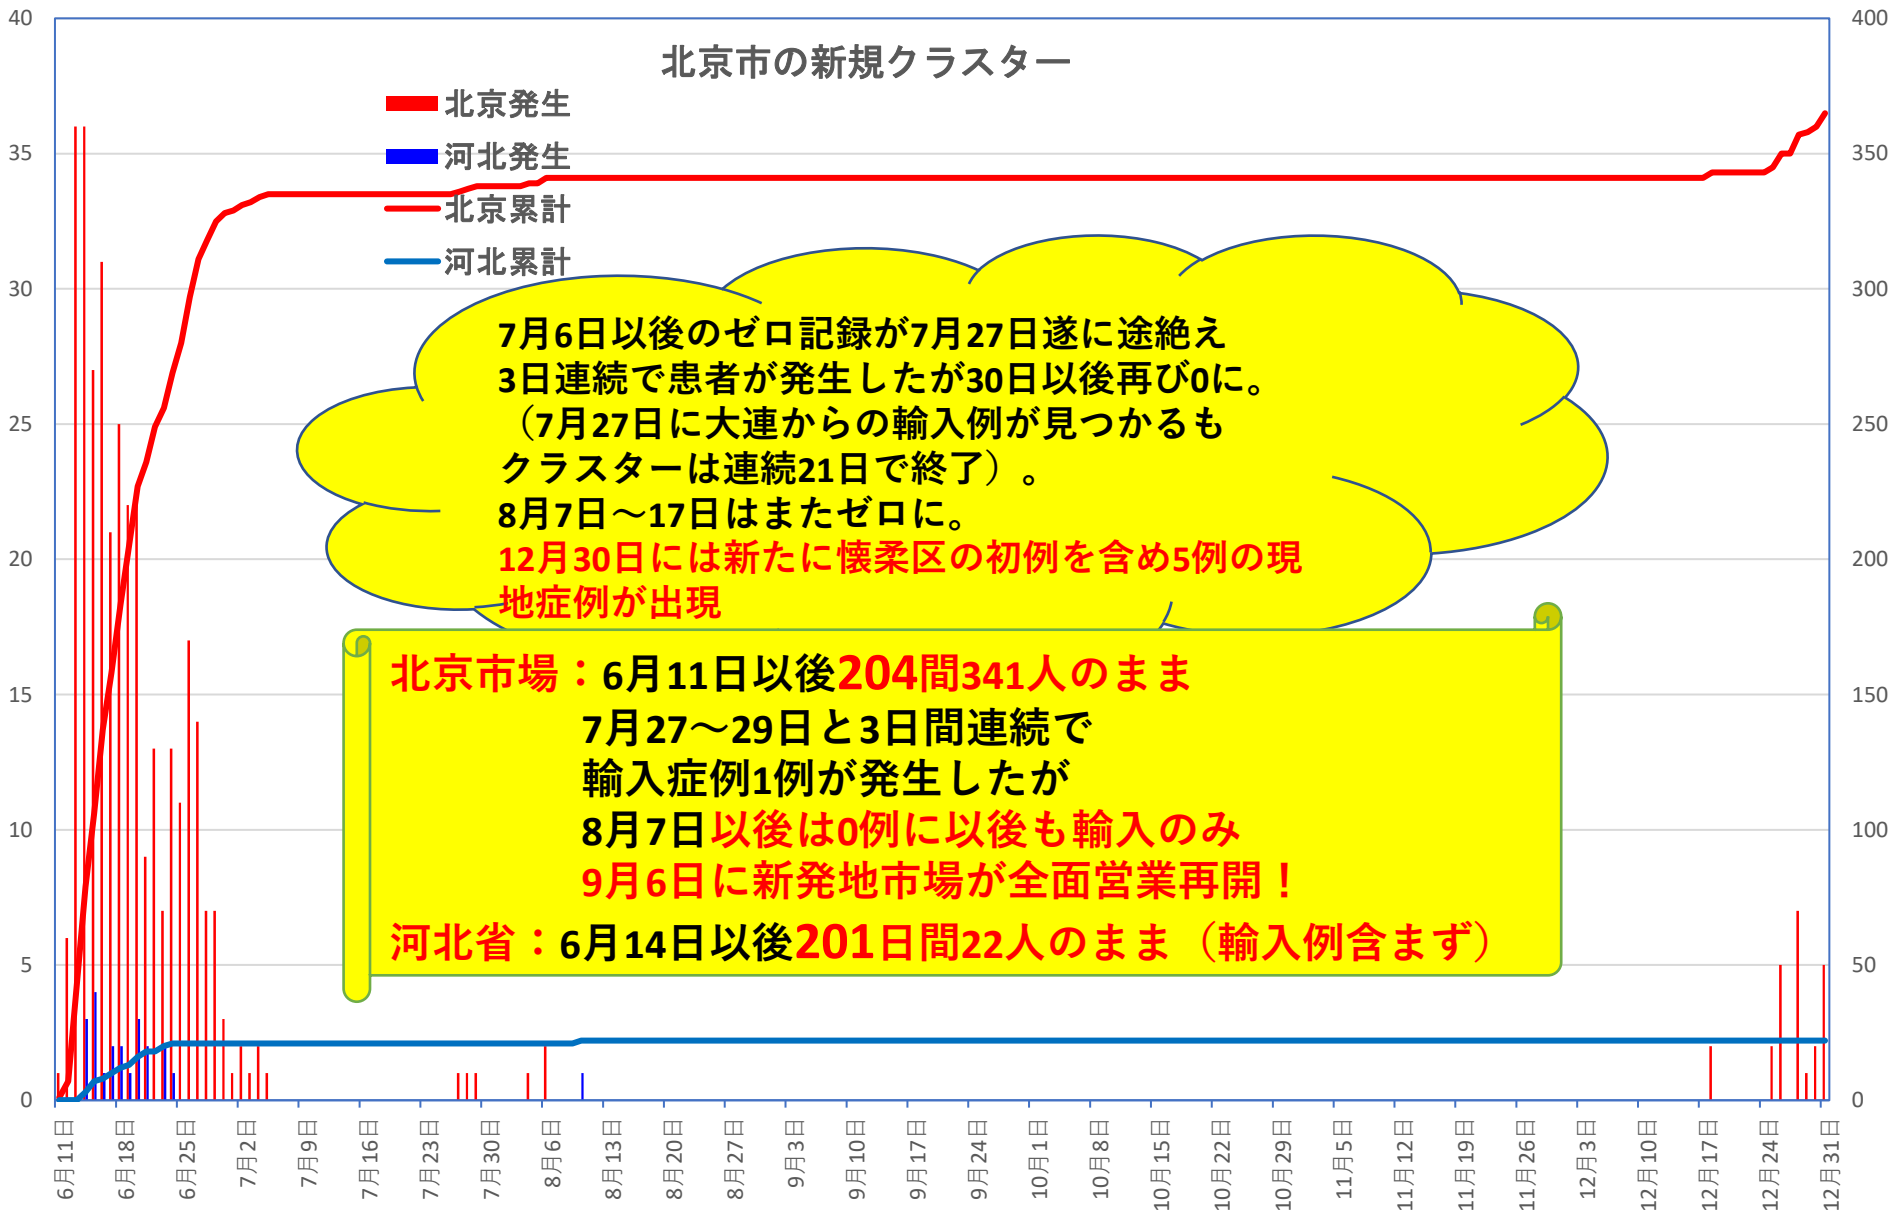 北京市の新規クラスター
北京発生
河北発生
北京累計
河北累計
7月6日以後のゼロ記録が7月27日遂に途絶え
3日連続で患者が発生したが30日以後再び0に。
（7月27日に大連からの輸入例が見つかるも
クラスターは連続21日で終了）。
8月7日～17日はまたゼロに。
12月30日には新たに懐柔区の初例を含め5例の現
地症例が出現
北京市場：6月11日以後204間341人のまま
7月27～29日と3日間連続で
輸入症例1例が発生したが
8月7日以後は0例に以後も輸入のみ
9月6日に新発地市場が全面営業再開！
河北省：6月14日以後201日間22人のまま（輸入例含まず）
40
35
30
25
20
15
10
5
0
400
350
300
250
200
150
100
50
0
6月11日
6月18日
6月25日
7月2日
7月9日
7月16日
7月23日
7月30日
8月6日
8月13日
8月20日
8月27日
9月3日
9月10日
9月17日
9月24日
10月1日
10月8日
10月15日
10月22日
10月29日
11月5日
11月12日
11月19日
11月26日
12月3日
12月10日
12月17日
12月24日
12月31日